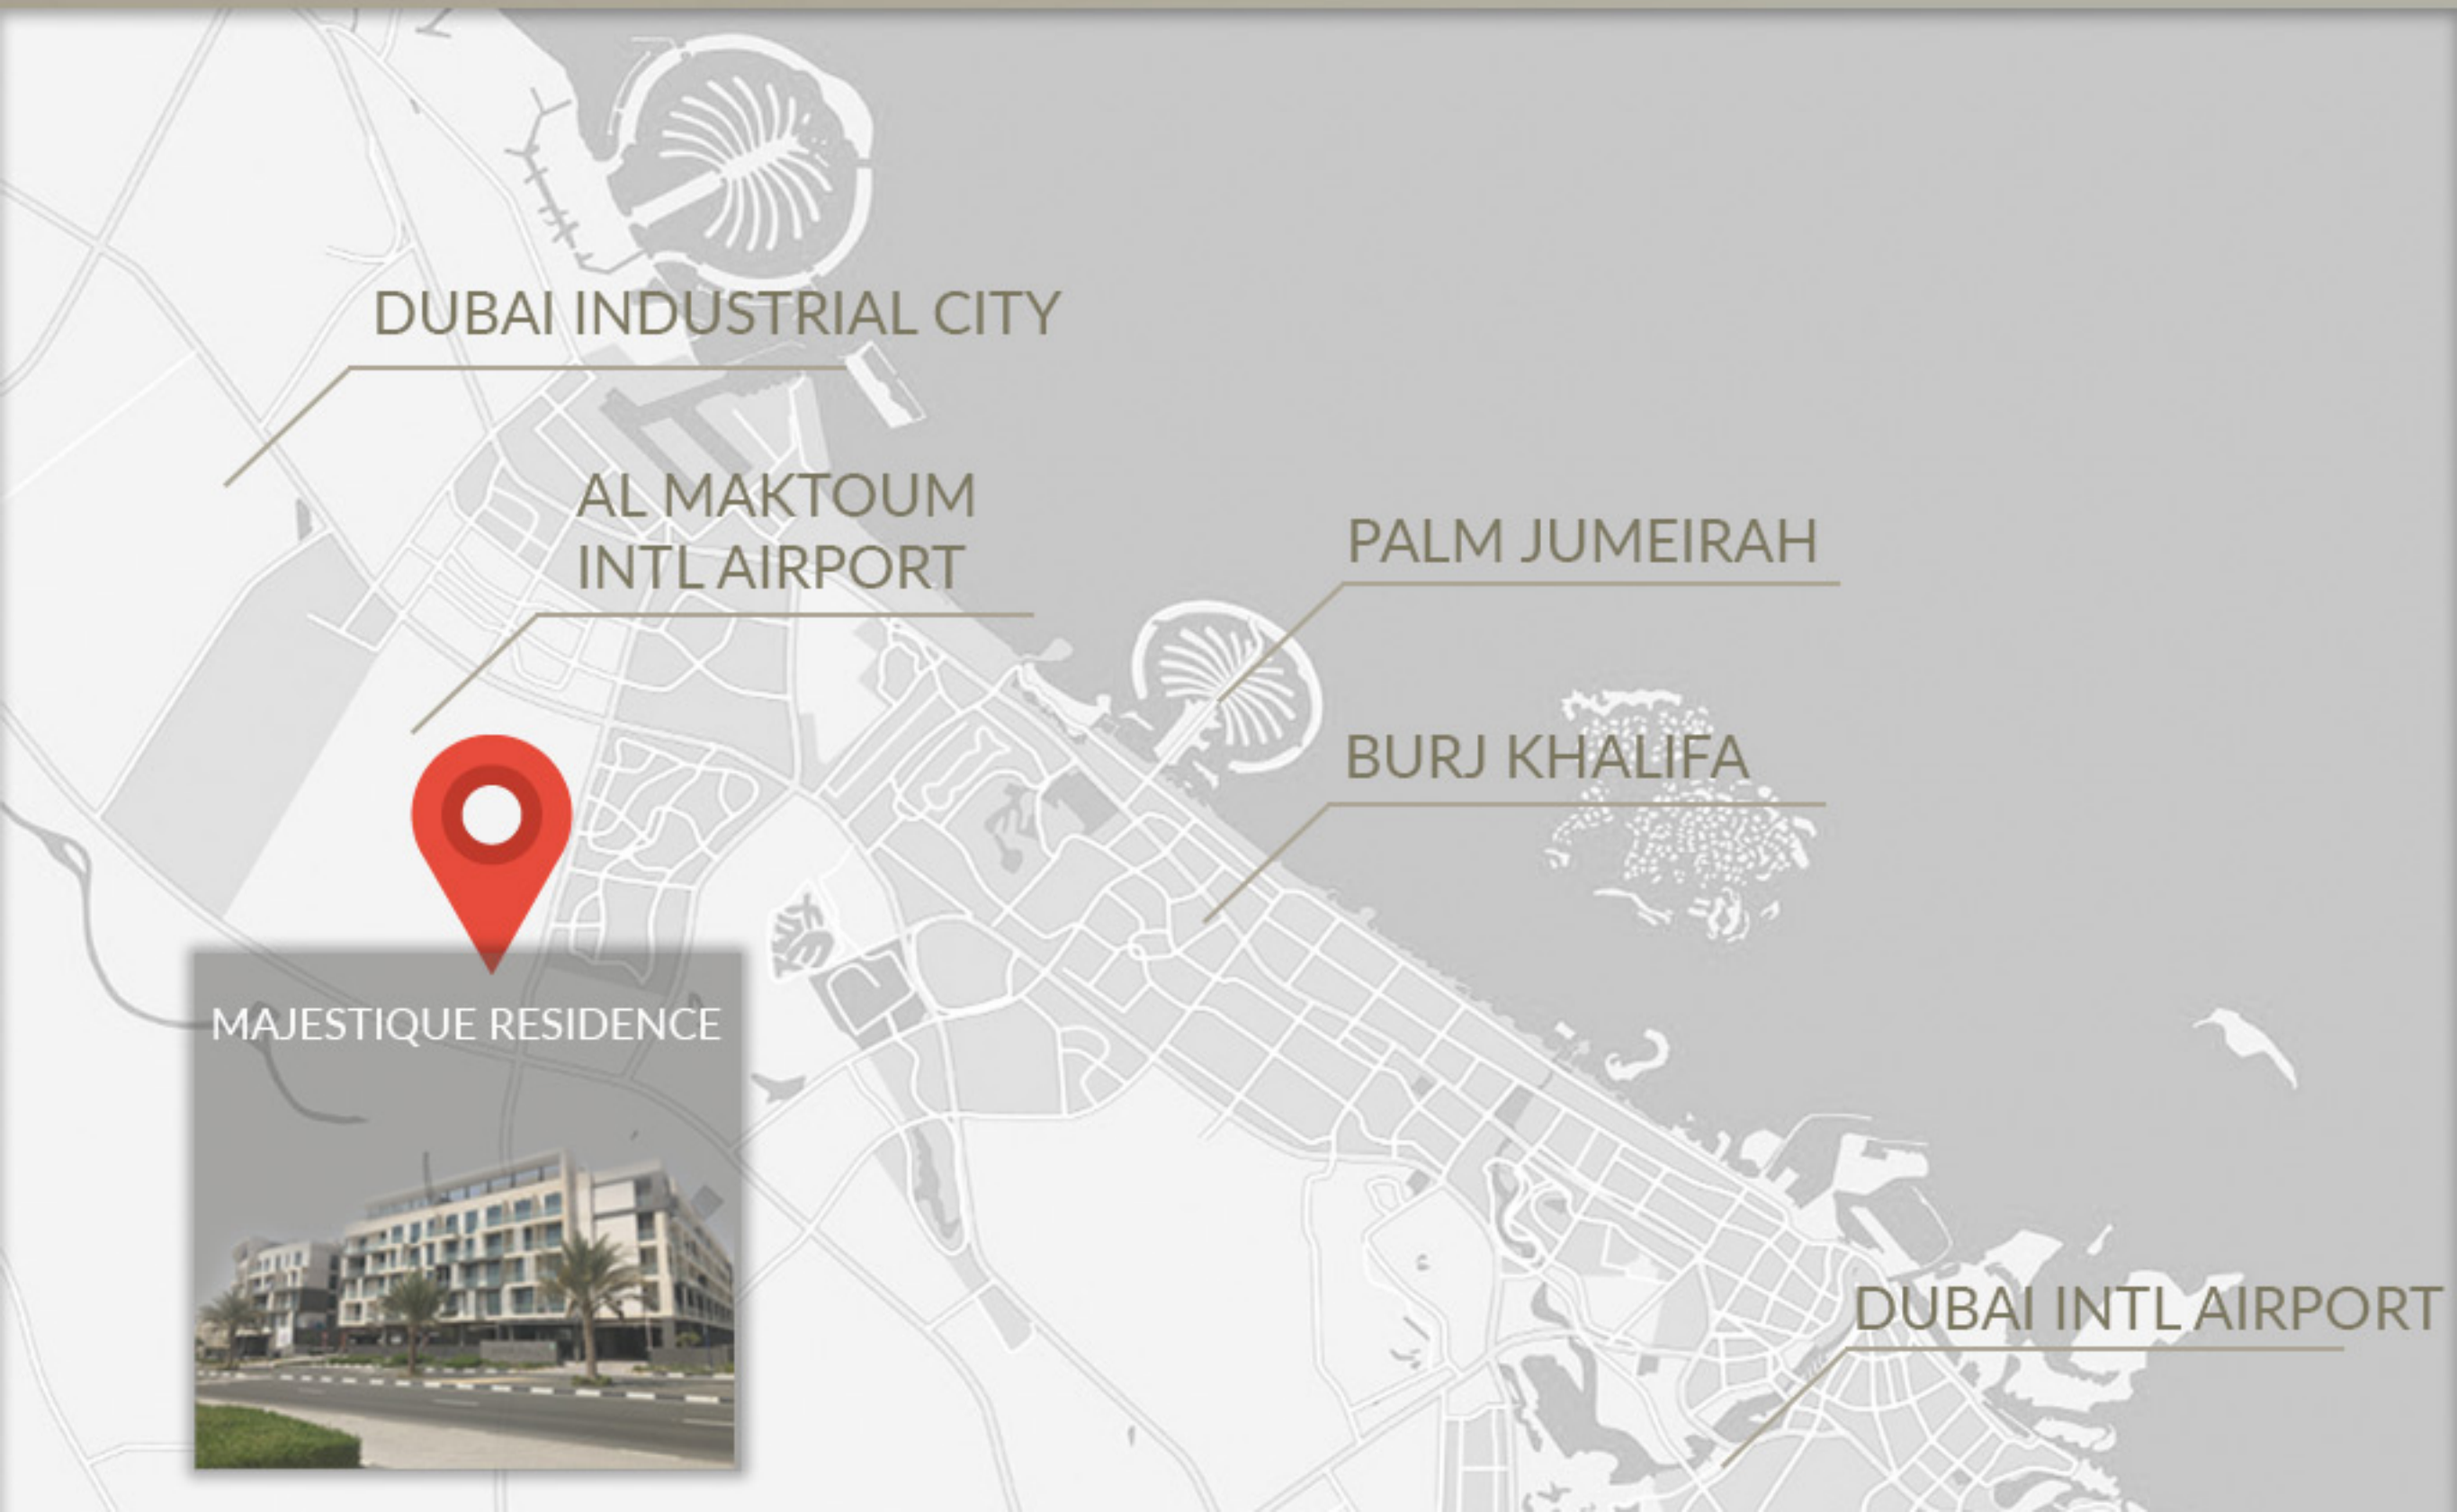 DUBAI INDUSTRIAL CITY
AL MAKTOUM
INTL AIRPORT
PALM JUMEIRAH
BURJ KHALIFA
MAJESTIQUE RESIDENCE
DUBAI INTL AIRPORT